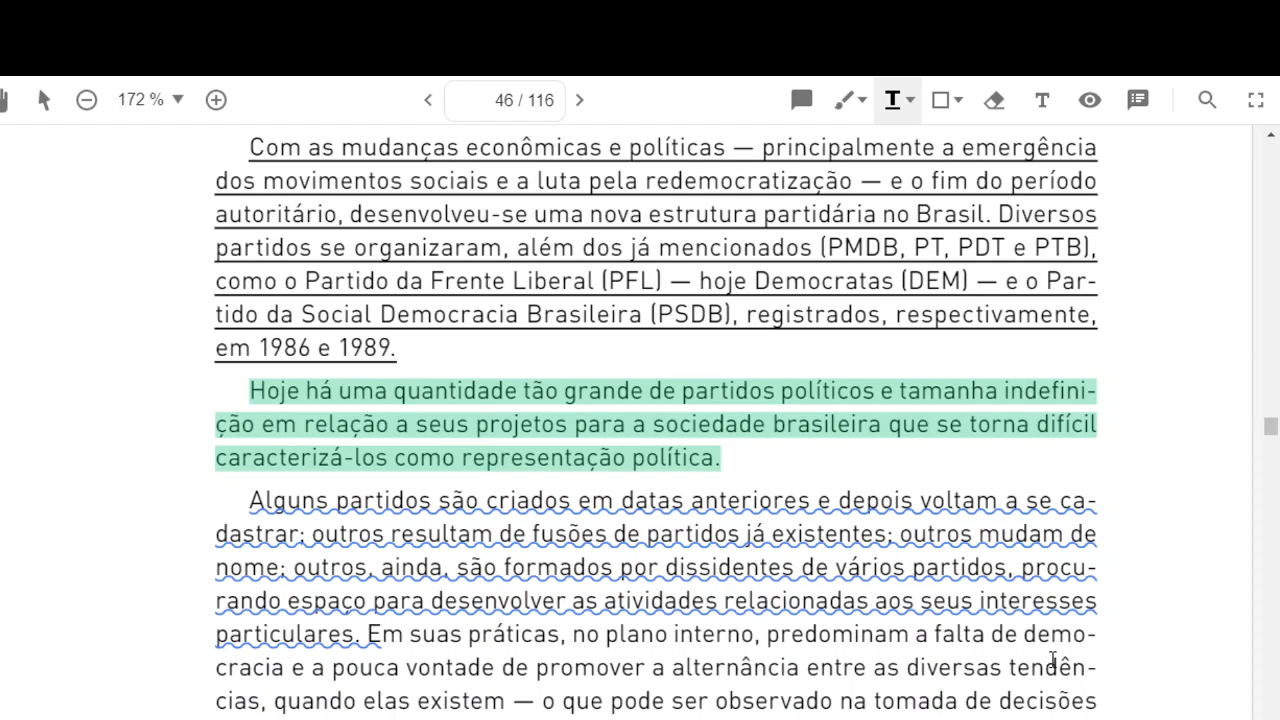 172 %
46 / 116
Com as mudanças econômicas e políticas — principalmente a emergência
dos movimentos sociais e a luta pela redemocratização — e o fim do período
autoritário, desenvolveu-se uma nova estrutura partidária no Brasil. Diversos
partidos se organizaram, além dos já mencionados (PMDB, PT, PDT e PTB),
como o Partido da Frente Liberal (PFL) — hoje Democratas (DEM) — e o Par-
tido da Social Democracia Brasileira (PSDB), registrados, respectivamente,
em 1986 e 1989.
Hoje há uma quantidade tão grande de partidos políticos e tamanha indefini-
ção em relação a seus projetos para a sociedade brasileira que se torna difícil
caracterizá-los como representação política.
Alguns partidos são criados em datas anteriores e depois voltam a se ca-
dastrar; outros resultam de fusões de partidos já existentes; outros mudam de
nome; outros, ainda, são formados por dissidentes de vários partidos, procu-
rando espaço para desenvolver as atividades relacionadas aos seus interesses
particulares. Em suas práticas, no plano interno, predominam a falta de demo-
cracia e a pouca vontade de promover a alternância entre as diversas tendên-
cias, quando elas existem — o que pode ser observado na tomada de decisões